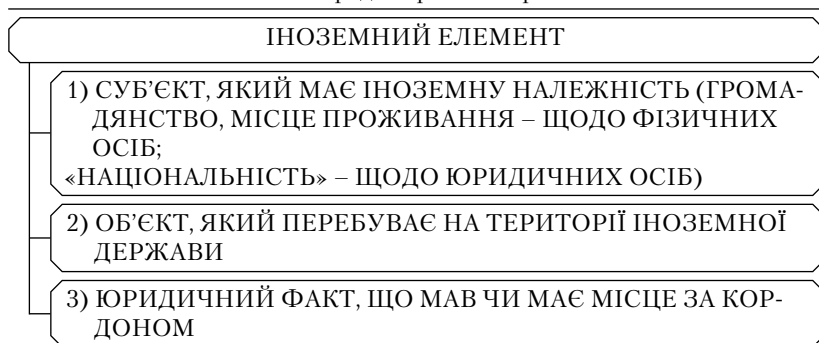 ІНОЗЕМНИЙ ЕЛЕМЕНТ
1) СУБ’ЄКТ, ЯКИЙ МАЄ ІНОЗЕМНУ НАЛЕЖНІСТЬ (ГРОМА-
ДЯНСТВО, МІСЦЕ ПРОЖИВАННЯ – ЩОДО ФІЗИЧНИХ
ОСІБ;
«НАЦІОНАЛЬНІСТЬ» – ЩОДО ЮРИДИЧНИХ ОСІБ)
2) ОБ’ЄКТ, ЯКИЙ ПЕРЕБУВАЄ НА ТЕРИТОРІЇ ІНОЗЕМНОЇ
ДЕРЖАВИ
3) ЮРИДИЧНИЙ ФАКТ, ЩО МАВ ЧИ МАЄ МІСЦЕ ЗА КОР-
ДОНОМ